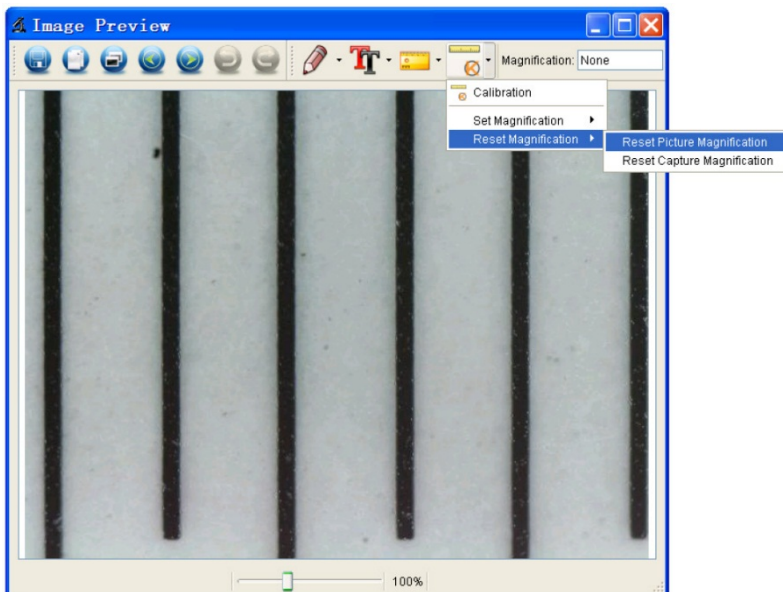 Image Preview
Magnification: None
Calibration
Set Magnification
Reset Magnification
Reset Picture Magnification
Reset Capture Magnification
100%